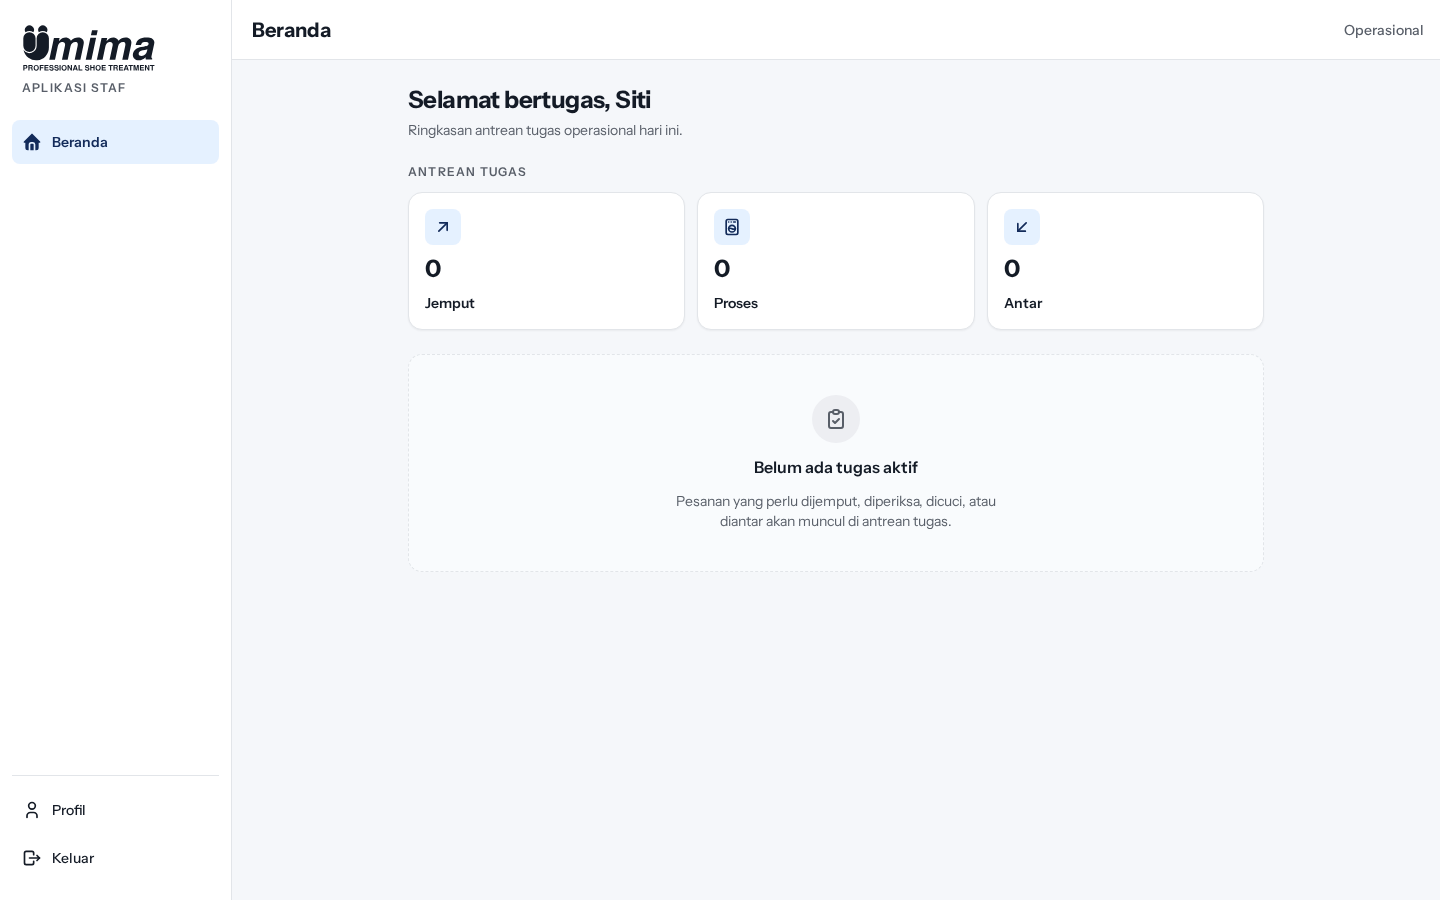 Ümima
PROFESSIONAL SHOE TREATMENT
APLIKASI STAF
Beranda
Profil
Keluar
Beranda
Operasional
Selamat bertugas, Siti
Ringkasan antrean tugas operasional hari ini.
ANTREAN TUGAS
0
Jemput
0
Proses
0
Antar
Belum ada tugas aktif
Pesanan yang perlu dijemput, diperiksa, dicuci, atau
diantar akan muncul di antrean tugas.